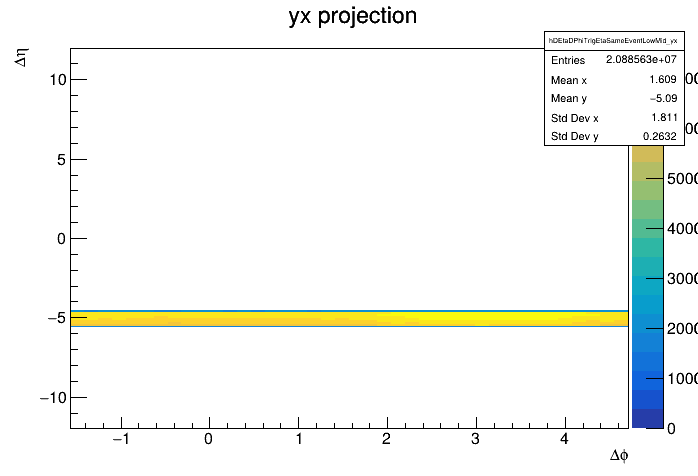 yx projection
hDEtaDPhiTrigEtaSameEventLowMid_yx
Entries 2.088563e+07
Mean x 1.609
Mean y −5.09
Std Dev x 1.811
Std Dev y 0.2632
Δη
10
5
0
−5
−10
−1 0 1 2 3 4
Δϕ
5000
4000
3000
2000
1000
0